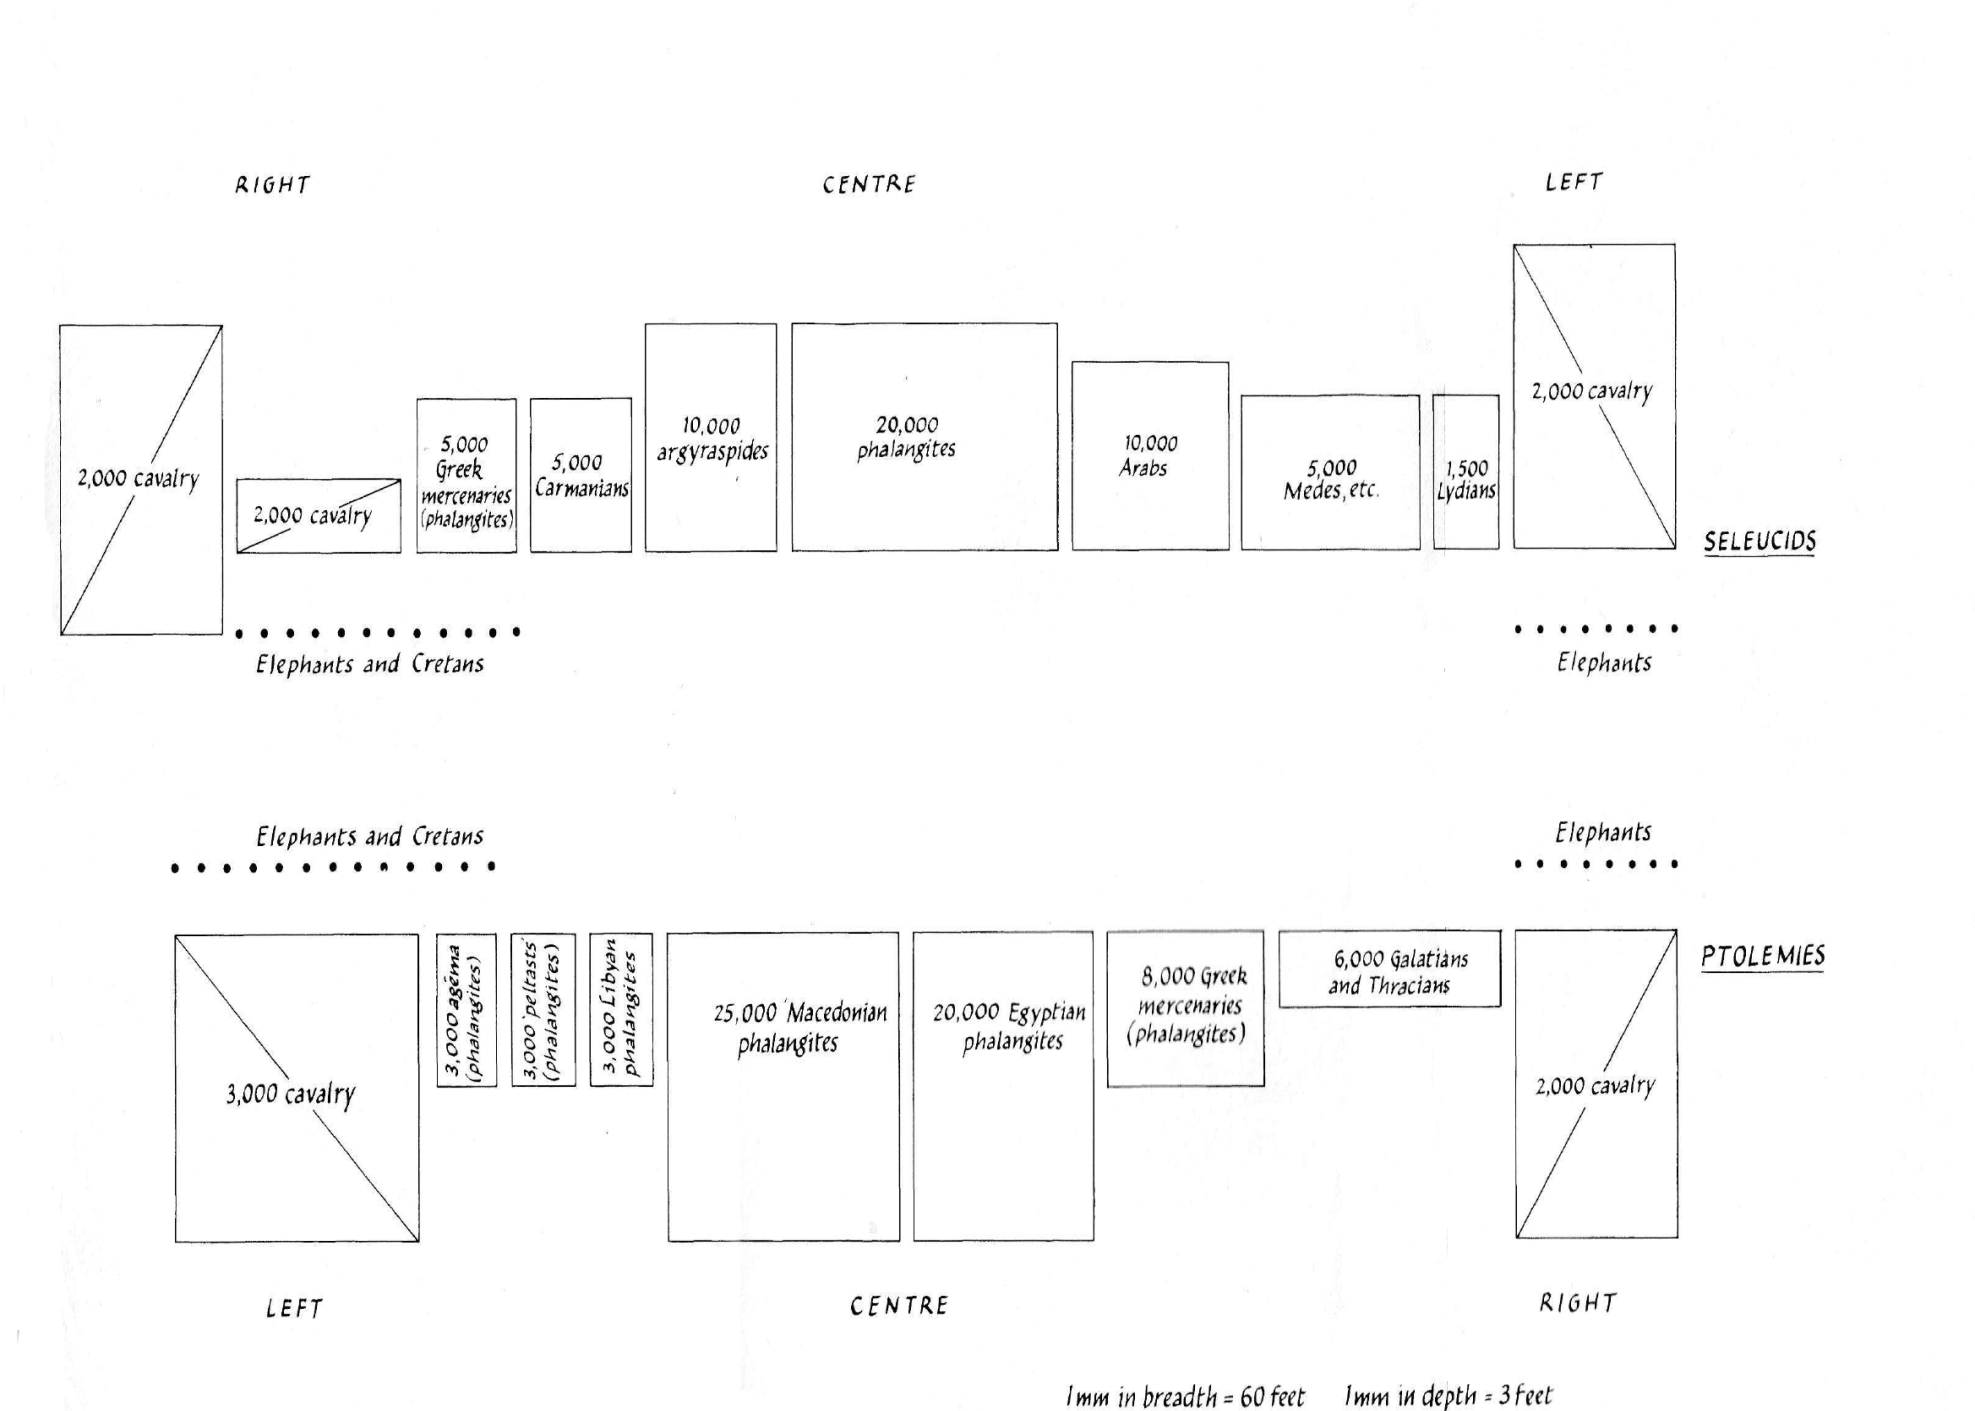 RIGHT
CENTRE
LEFT
2,000 cavalry
2,000 cavalry
5,000
Greek
mercenaries
(phalangites)
5,000
Carmanians
10,000
argyraspides
20,000
phalangites
10,000
Arabs
5,000
Medes, etc.
1,500
Lydians
2,000 cavalry
SELEUCIDS
Elephants and Cretans
Elephants
Elephants and Cretans
Elephants
3,000 cavalry
3,000 agema
(phalangites)
3,000 'peltasts'
(phalangites)
3,000 Libyan
phalangites
25,000 'Macedonian
phalangites
20,000 Egyptian
phalangites
8,000 Greek
mercenaries
(phalangites)
6,000 Galatians
and Thracians
2,000 cavalry
PTOLEMIES
LEFT
CENTRE
RIGHT
1mm in breadth = 60 feet 1mm in depth = 3 feet